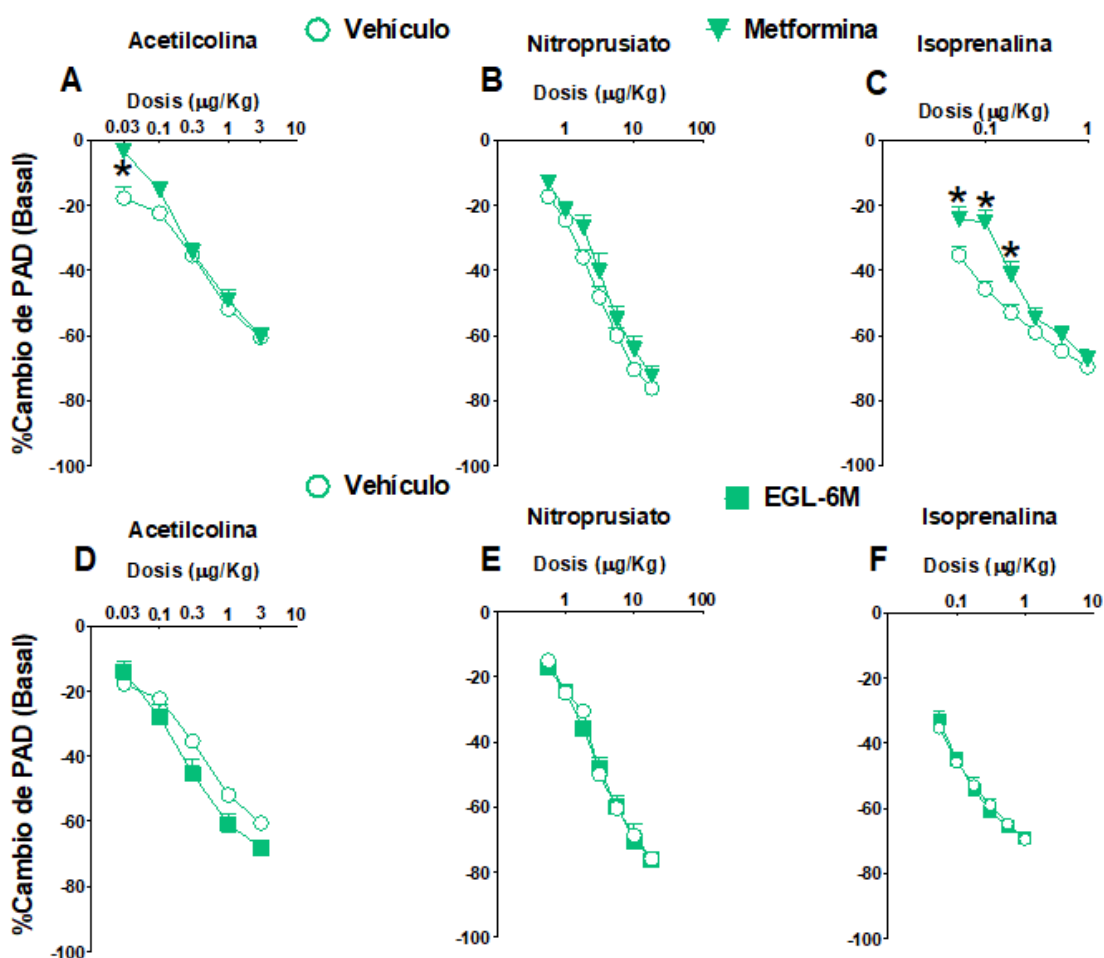 Acetilcolina Vehículo Nitroprusiato Metformina Isoprenalina
A B C
Dosis (µg/Kg) Dosis (µg/Kg) Dosis (µg/Kg)
0.03 0.1 0.3 1 3 10
1 10 100
0.1 1
%Cambio de PAD (Basal)
0
-20
-40
-60
-80
-100
*
0
-20
-40
-60
-80
-100
0
-20
-40
-60
-80
-100
* *
*
Vehículo EGL-6M
Acetilcolina Nitroprusiato Isoprenalina
D E F
Dosis (µg/Kg) Dosis (µg/Kg) Dosis (µg/Kg)
0.03 0.1 0.3 1 3 10
1 10 100
0.1 1 10
%Cambio de PAD (Basal)
0
-20
-40
-60
-80
-100
0
-20
-40
-60
-80
-100
0
-20
-40
-60
-80
-100